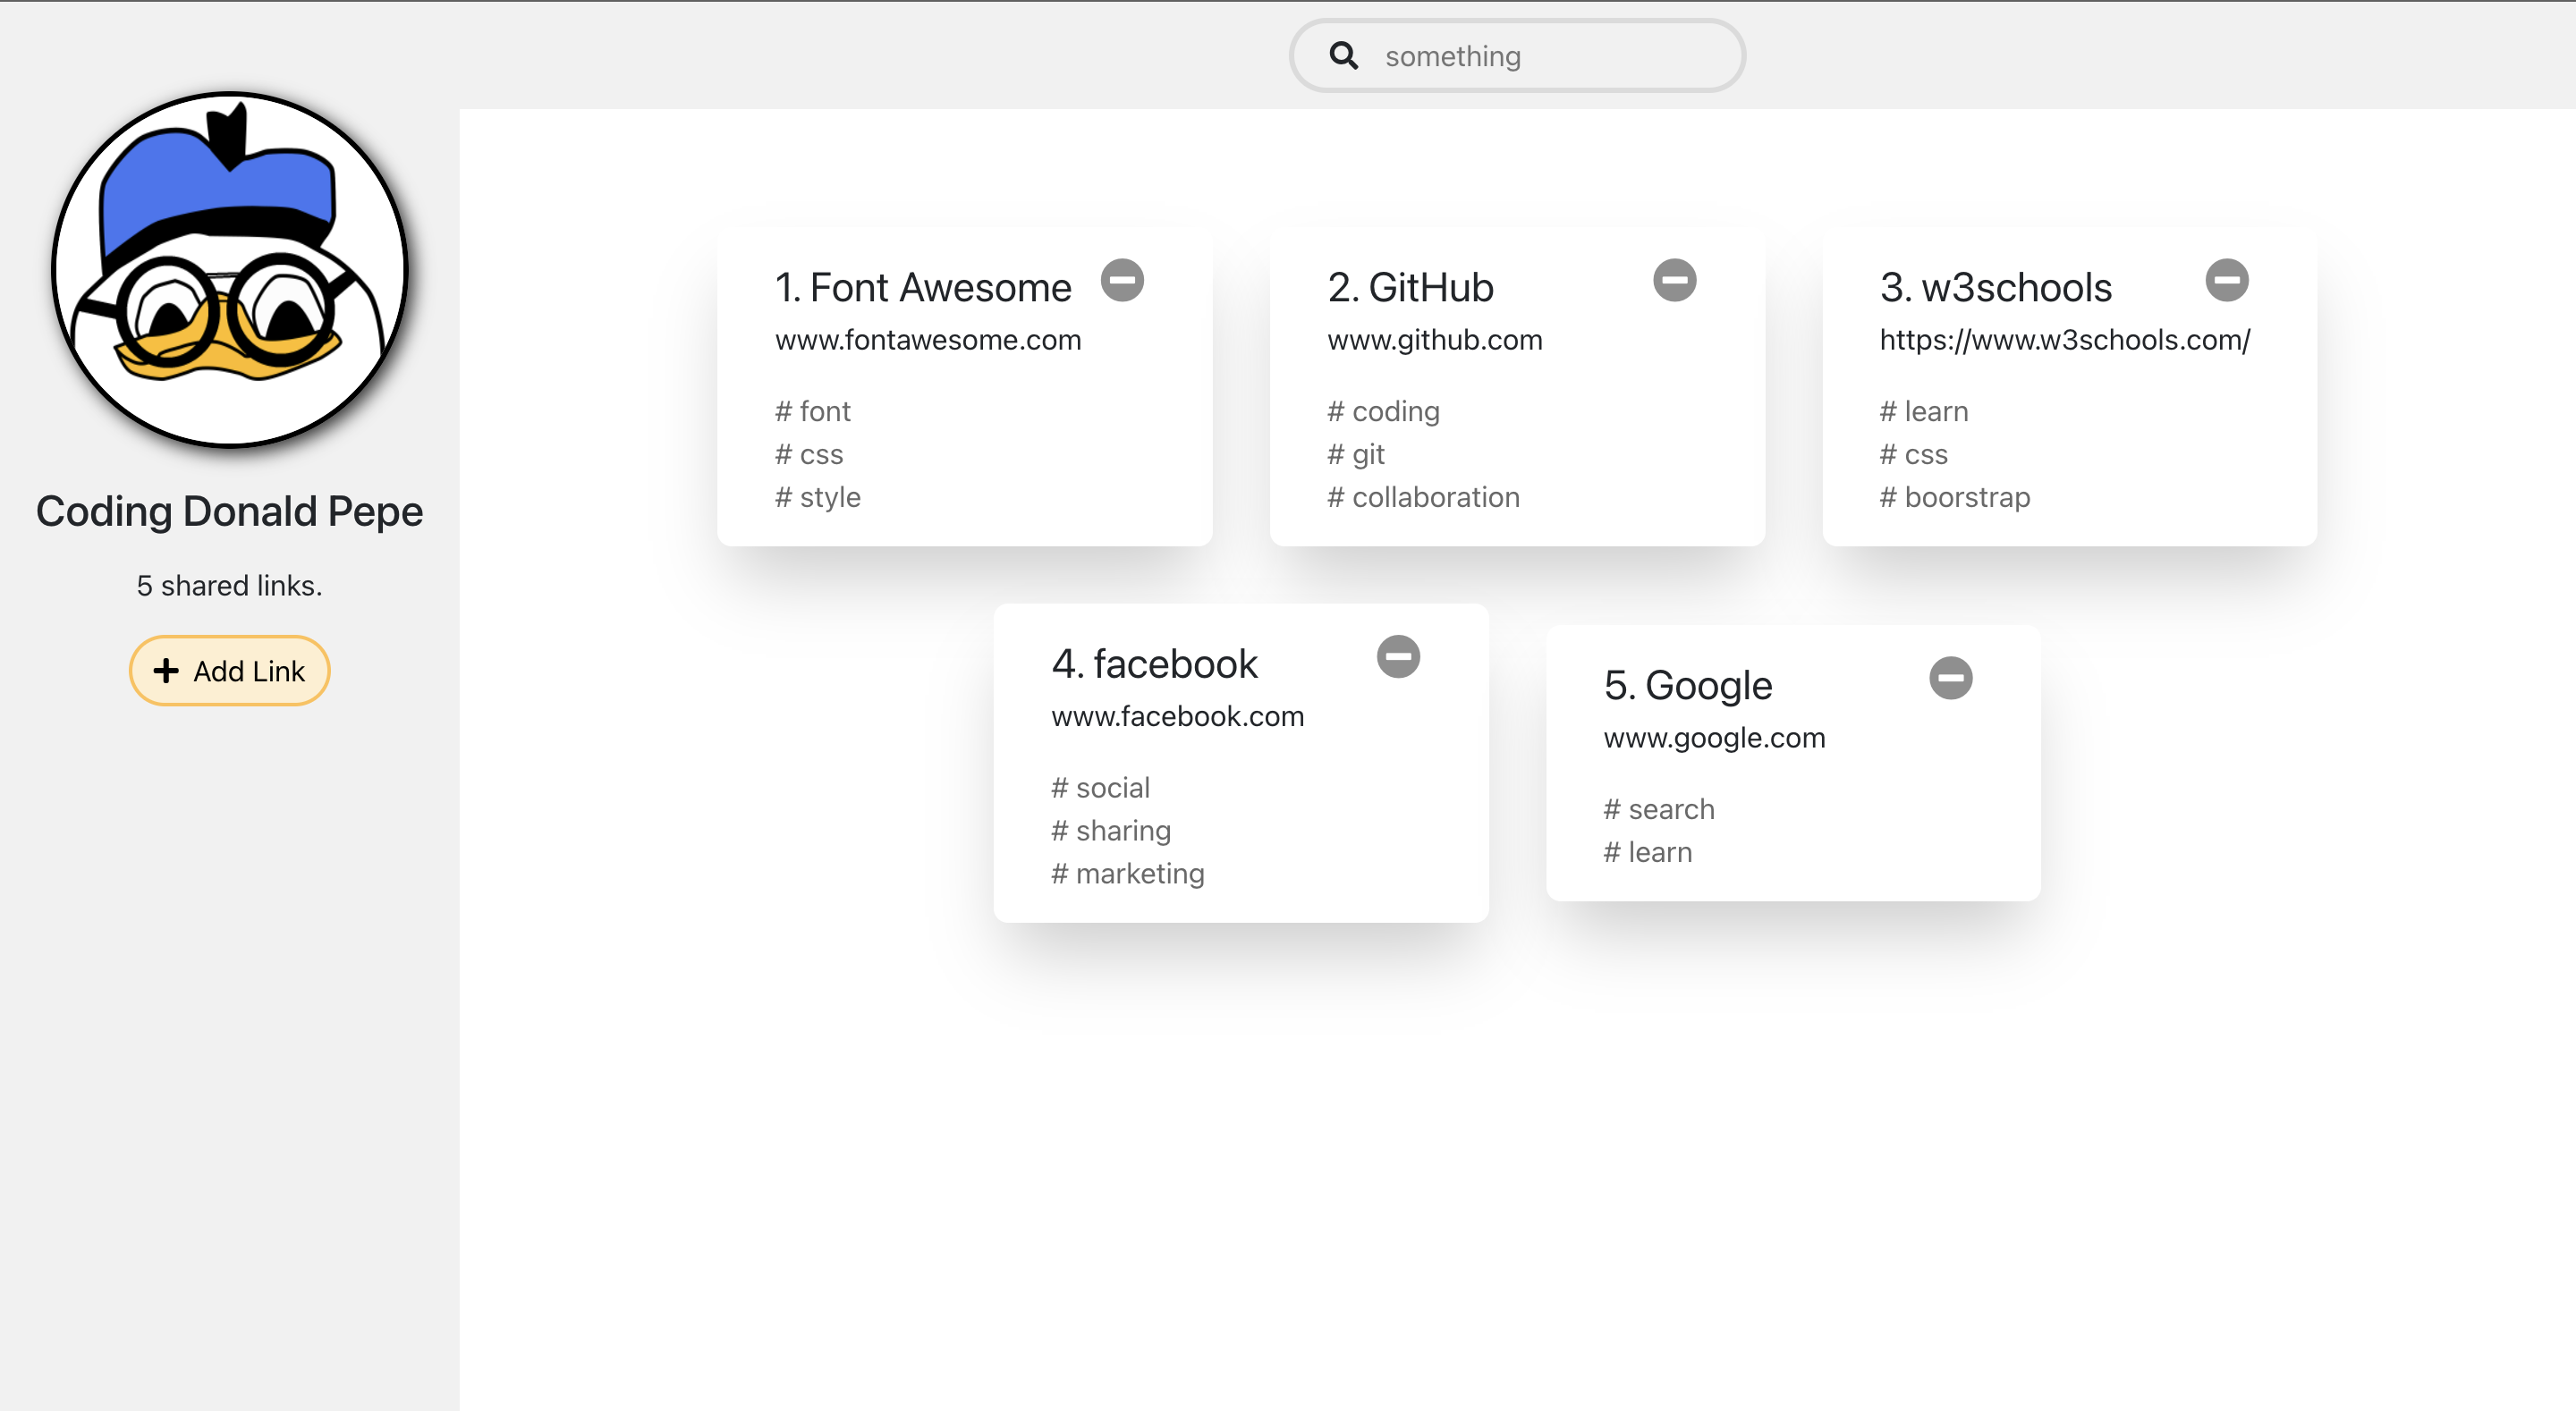 something
Coding Donald Pepe
5 shared links.
Add Link
1. Font Awesome
www.fontawesome.com
# font
# css
# style
2. GitHub
www.github.com
# coding
# git
# collaboration
3. w3schools
https://www.w3schools.com/
# learn
# css
# boorstrap
4. facebook
www.facebook.com
# social
# sharing
# marketing
5. Google
www.google.com
# search
# learn